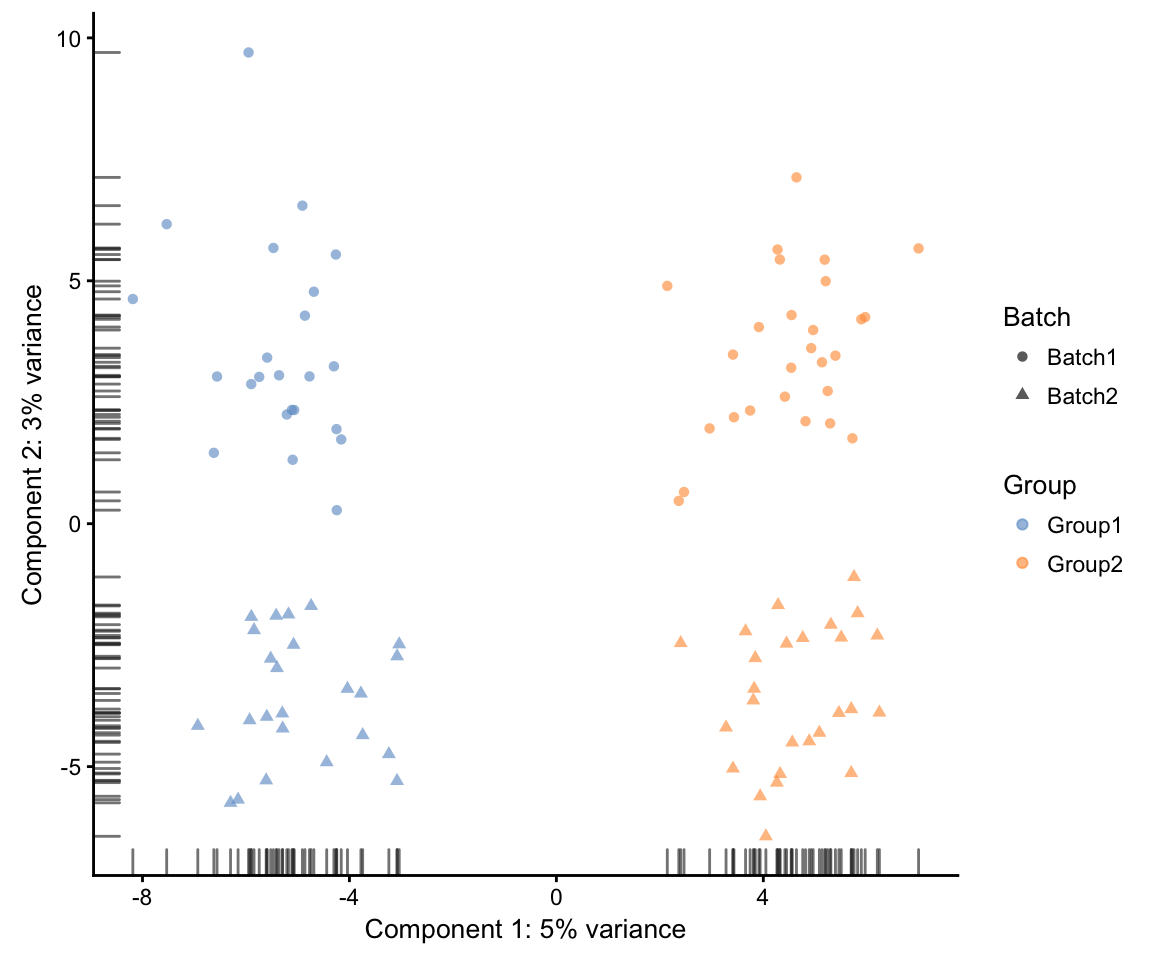 10
5
0
-5
Component 2: 3% variance
-8
-4
0
4
Component 1: 5% variance
Batch
Batch1
Batch2
Group
Group1
Group2